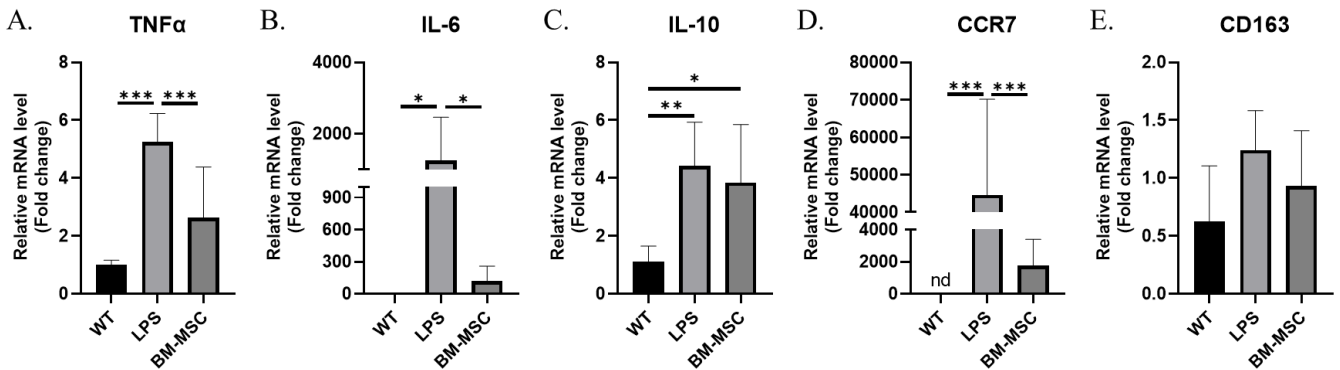 A. TNFα
Relative mRNA level
(Fold change)
8
6
4
2
0
*** ***
WT
LPS
BM-MSC
B. IL-6
Relative mRNA level
(Fold change)
4000
2000
900
600
300
0
* *
WT
LPS
BM-MSC
C. IL-10
Relative mRNA level
(Fold change)
8
6
4
2
0
*
**
WT
LPS
BM-MSC
D. CCR7
Relative mRNA level
(Fold change)
80000
70000
60000
50000
40000
4000
2000
0
*** ***
nd
WT
LPS
BM-MSC
E. CD163
Relative mRNA level
(Fold change)
2.0
1.5
1.0
0.5
0.0
WT
LPS
BM-MSC